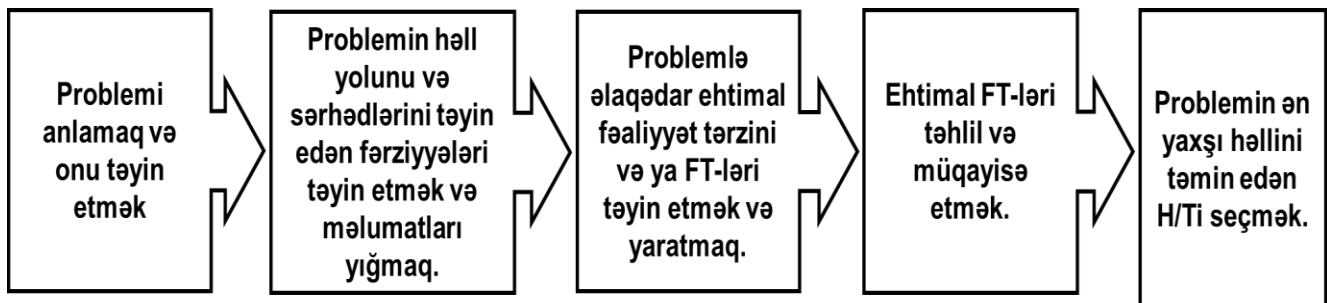 Problemi
anlamaq və
onu təyin
etmək
Problemin həll
yolunu və
sərhədlərini təyin
edən fərziyyələri
təyin etmək və
məlumatları
yığmaq.
Problemlə
əlaqədar ehtimal
fəaliyyət tərzini
və ya FT-ləri
təyin etmək və
yaratmaq.
Ehtimal FT-ləri
təhlil və
müqayisə
etmək.
Problemin ən
yaxşı həllini
təmin edən
H/Ti seçmək.